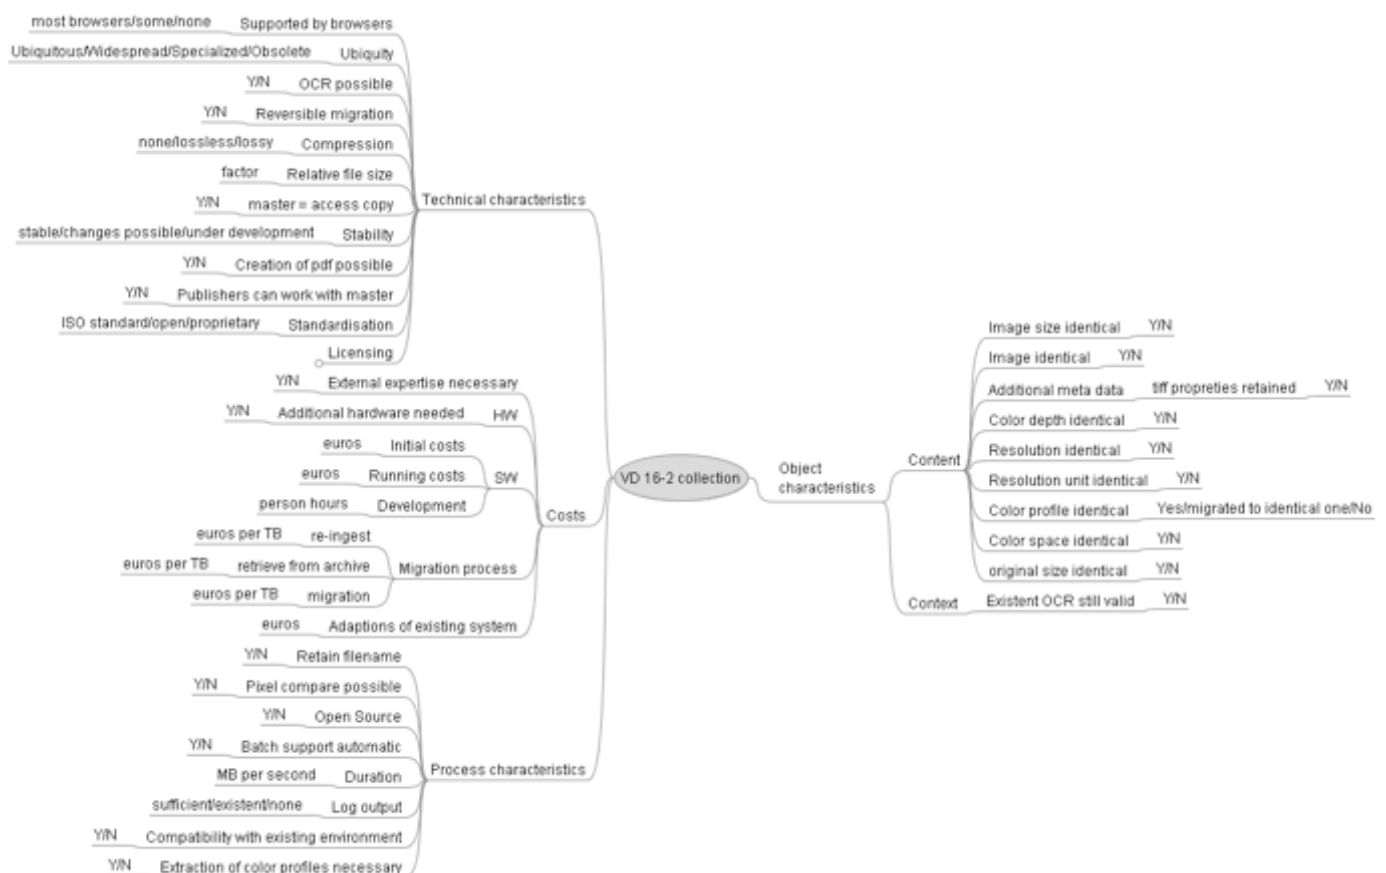 most browsers/some/none Supported by browsers
Ubiquitous/Widespread/Specialized/Obsolete Ubiquity
Y/N OCR possible
Y/N Reversible migration
none/lossless/lossy Compression
factor Relative file size
Y/N master = access copy
stable/changes possible/under development Stability
Y/N Creation of pdf possible
Y/N Publishers can work with master
ISO standard/open/proprietary Standardisation
Licensing
Technical characteristics
Y/N External expertise necessary
Y/N Additional hardware needed HW
euros Initial costs
euros Running costs
person hours Development
SW
euros per TB re-ingest
euros per TB retrieve from archive
euros per TB migration
Migration process
euros Adaptions of existing system
Costs
Y/N Retain filename
Y/N Pixel compare possible
Y/N Open Source
Y/N Batch support automatic
MB per second Duration
sufficient/existent/none Log output
Y/N Compatibility with existing environment
Y/N Extraction of color profiles necessary
Process characteristics
VD 16-2 collection
Object
characteristics
Content
Image size identical Y/N
Image identical Y/N
Additional meta data tiff propreties retained Y/N
Color depth identical Y/N
Resolution identical Y/N
Resolution unit identical Y/N
Color profile identical Yes/migrated to identical one/No
Color space identical Y/N
original size identical Y/N
Context Existent OCR still valid Y/N